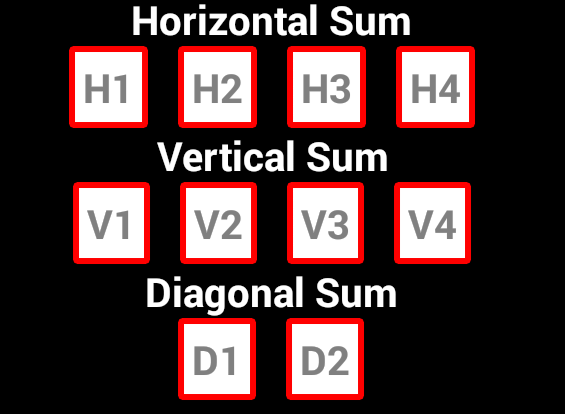 Horizontal Sum
H1 H2 H3 H4
Vertical Sum
V1 V2 V3 V4
Diagonal Sum
D1 D2